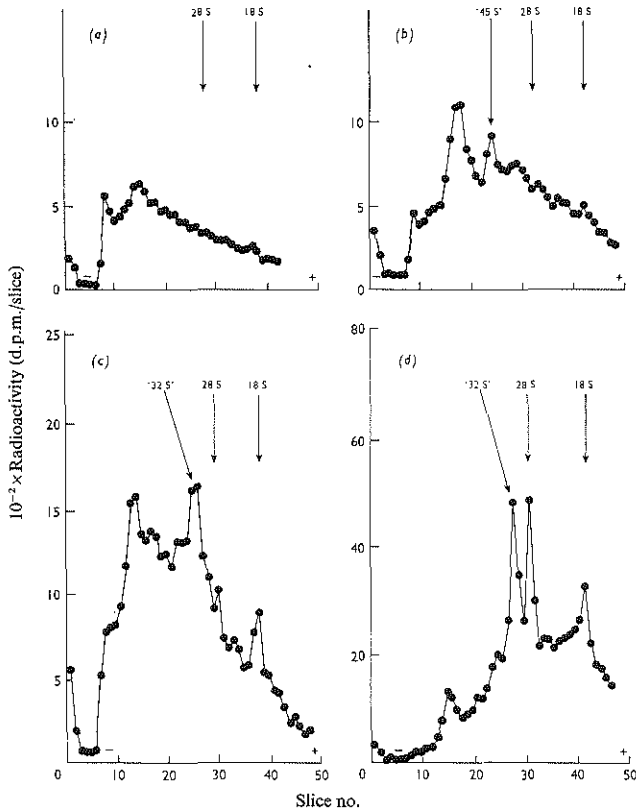 (a)
28 S
18 S
10
5
0
−
+
(b)
'45 S'
28 S
18 S
10
5
0
−
+
(c)
'32 S'
28 S
18 S
25
20
15
10
5
−
+
0
10
20
30
40
50
(d)
'32 S'
28 S
18 S
80
60
40
20
−
+
0
10
20
30
40
50
10⁻² × Radioactivity (d.p.m./slice)
Slice no.